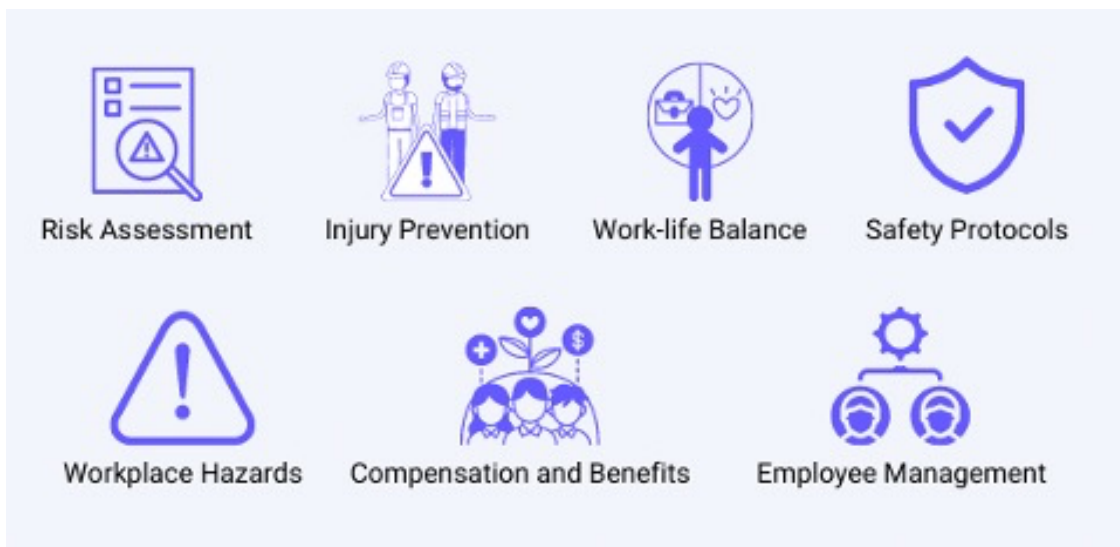 Risk Assessment
Injury Prevention
Work-life Balance
Safety Protocols
Workplace Hazards
Compensation and Benefits
Employee Management